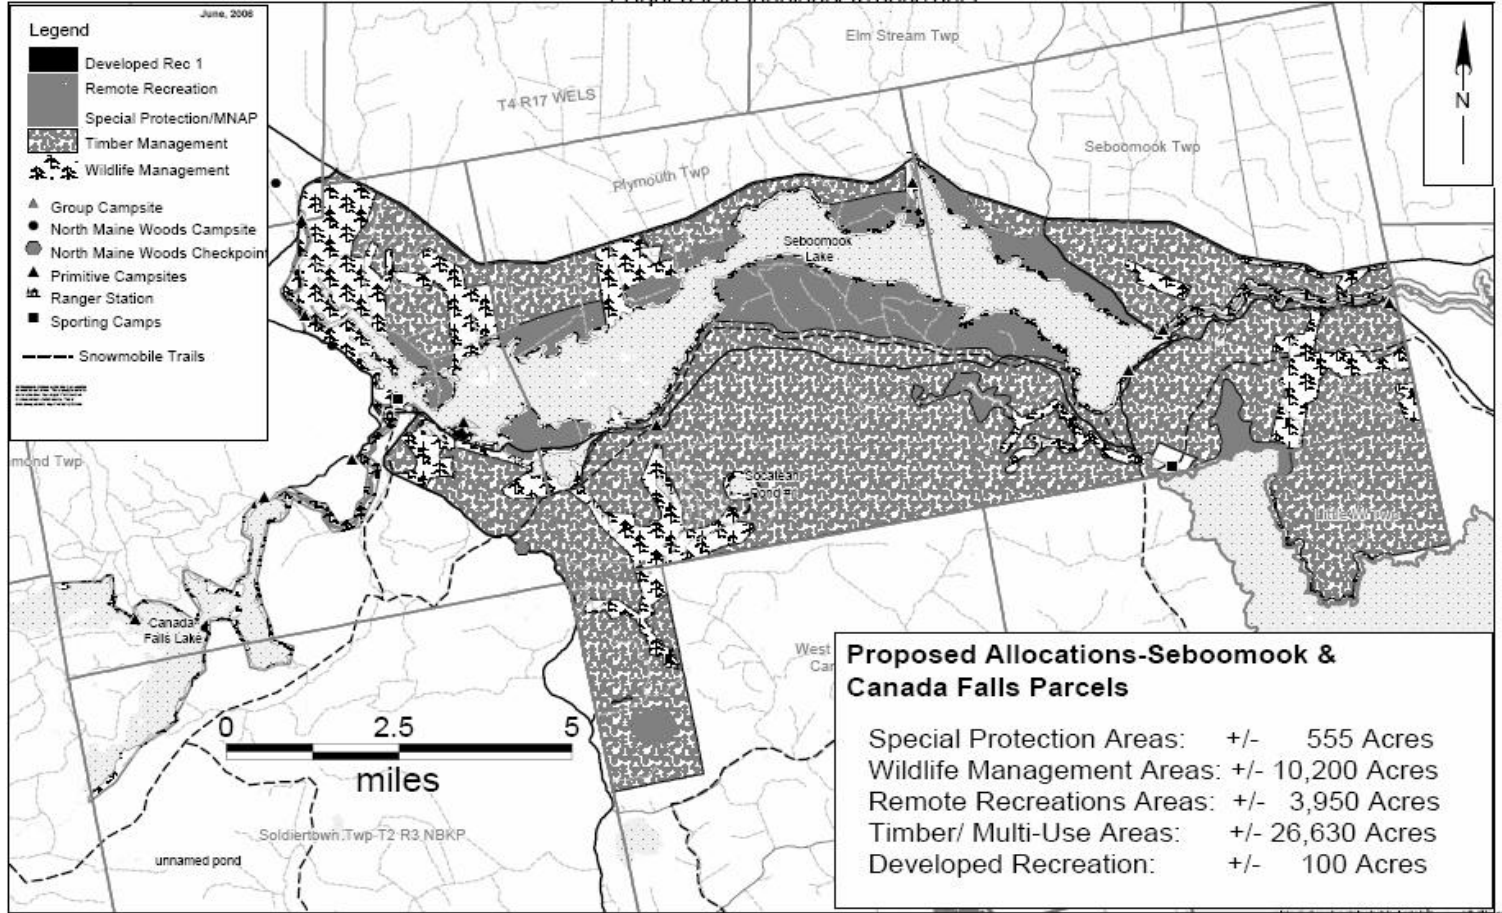 June, 2006
Legend
Developed Rec 1
Remote Recreation
Special Protection/MNAP
Timber Management
Wildlife Management
Group Campsite
North Maine Woods Campsite
North Maine Woods Checkpoint
Primitive Campsites
Ranger Station
Sporting Camps
Snowmobile Trails
Elm Stream Twp
T4 R17 WELS
Plymouth Twp
Seboomook Twp
N
Seboomook
Lake
mond Twp
Socatean
Pond #
Canada
Falls Lake
West
Car
0 2.5 5
miles
Soldiertown Twp T2 R3 NBKP
unnamed pond
Proposed Allocations-Seboomook &
Canada Falls Parcels
Special Protection Areas: +/- 555 Acres
Wildlife Management Areas: +/- 10,200 Acres
Remote Recreations Areas: +/- 3,950 Acres
Timber/ Multi-Use Areas: +/- 26,630 Acres
Developed Recreation: +/- 100 Acres